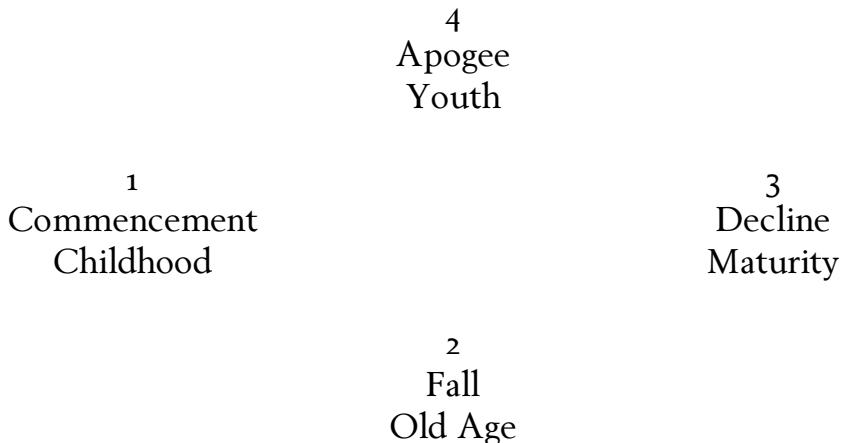 4
Apogee
Youth
1
Commencement
Childhood
3
Decline
Maturity
2
Fall
Old Age